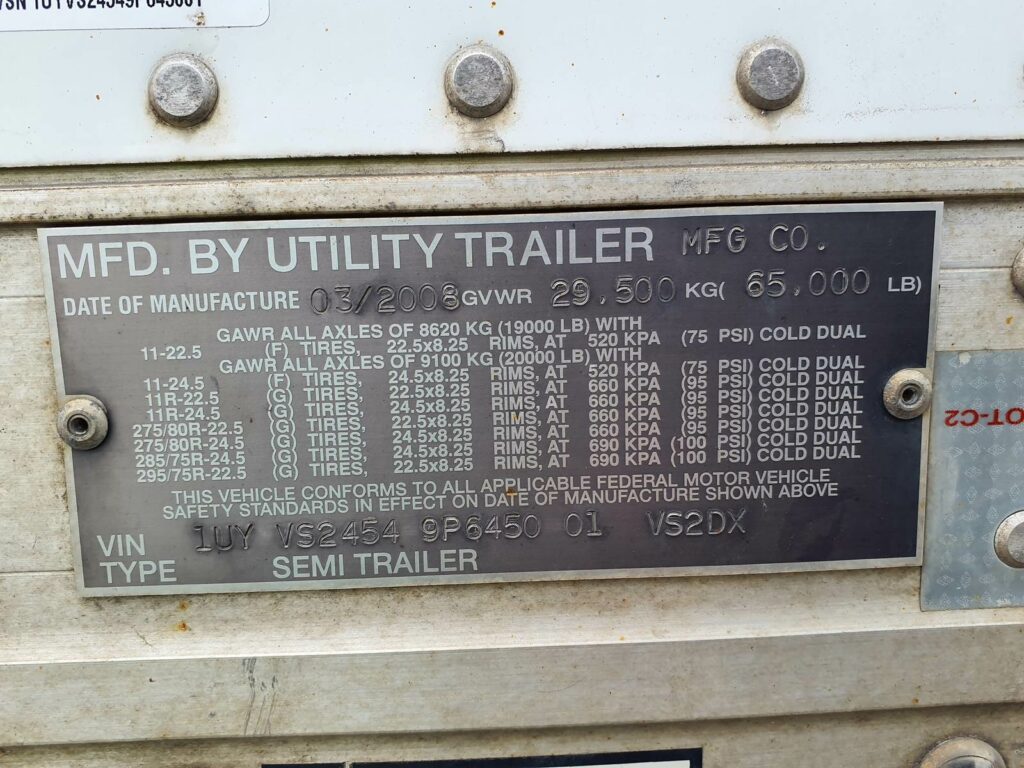 VSN 1UYVS24549P645001
MFD. BY UTILITY TRAILER MFG CO.
DATE OF MANUFACTURE 03/2008 GVWR 29,500 KG( 65,000 LB)
GAWR ALL AXLES OF 8620 KG (19000 LB) WITH
11-22.5 (F) TIRES, 22.5x8.25 RIMS, AT 520 KPA (75 PSI) COLD DUAL
GAWR ALL AXLES OF 9100 KG (20000 LB) WITH
11-24.5 (F) TIRES, 24.5x8.25 RIMS, AT 520 KPA (75 PSI) COLD DUAL
11R-22.5 (G) TIRES, 22.5x8.25 RIMS, AT 660 KPA (95 PSI) COLD DUAL
11R-24.5 (G) TIRES, 24.5x8.25 RIMS, AT 660 KPA (95 PSI) COLD DUAL
275/80R-22.5 (G) TIRES, 22.5x8.25 RIMS, AT 660 KPA (95 PSI) COLD DUAL
275/80R-24.5 (G) TIRES, 24.5x8.25 RIMS, AT 660 KPA (95 PSI) COLD DUAL
285/75R-24.5 (G) TIRES, 24.5x8.25 RIMS, AT 690 KPA (100 PSI) COLD DUAL
295/75R-22.5 (G) TIRES, 22.5x8.25 RIMS, AT 690 KPA (100 PSI) COLD DUAL
THIS VEHICLE CONFORMS TO ALL APPLICABLE FEDERAL MOTOR VEHICLE
SAFETY STANDARDS IN EFFECT ON DATE OF MANUFACTURE SHOWN ABOVE
VIN 1UY VS2454 9P6450 01 VS2DX
TYPE SEMI TRAILER
OT-C2